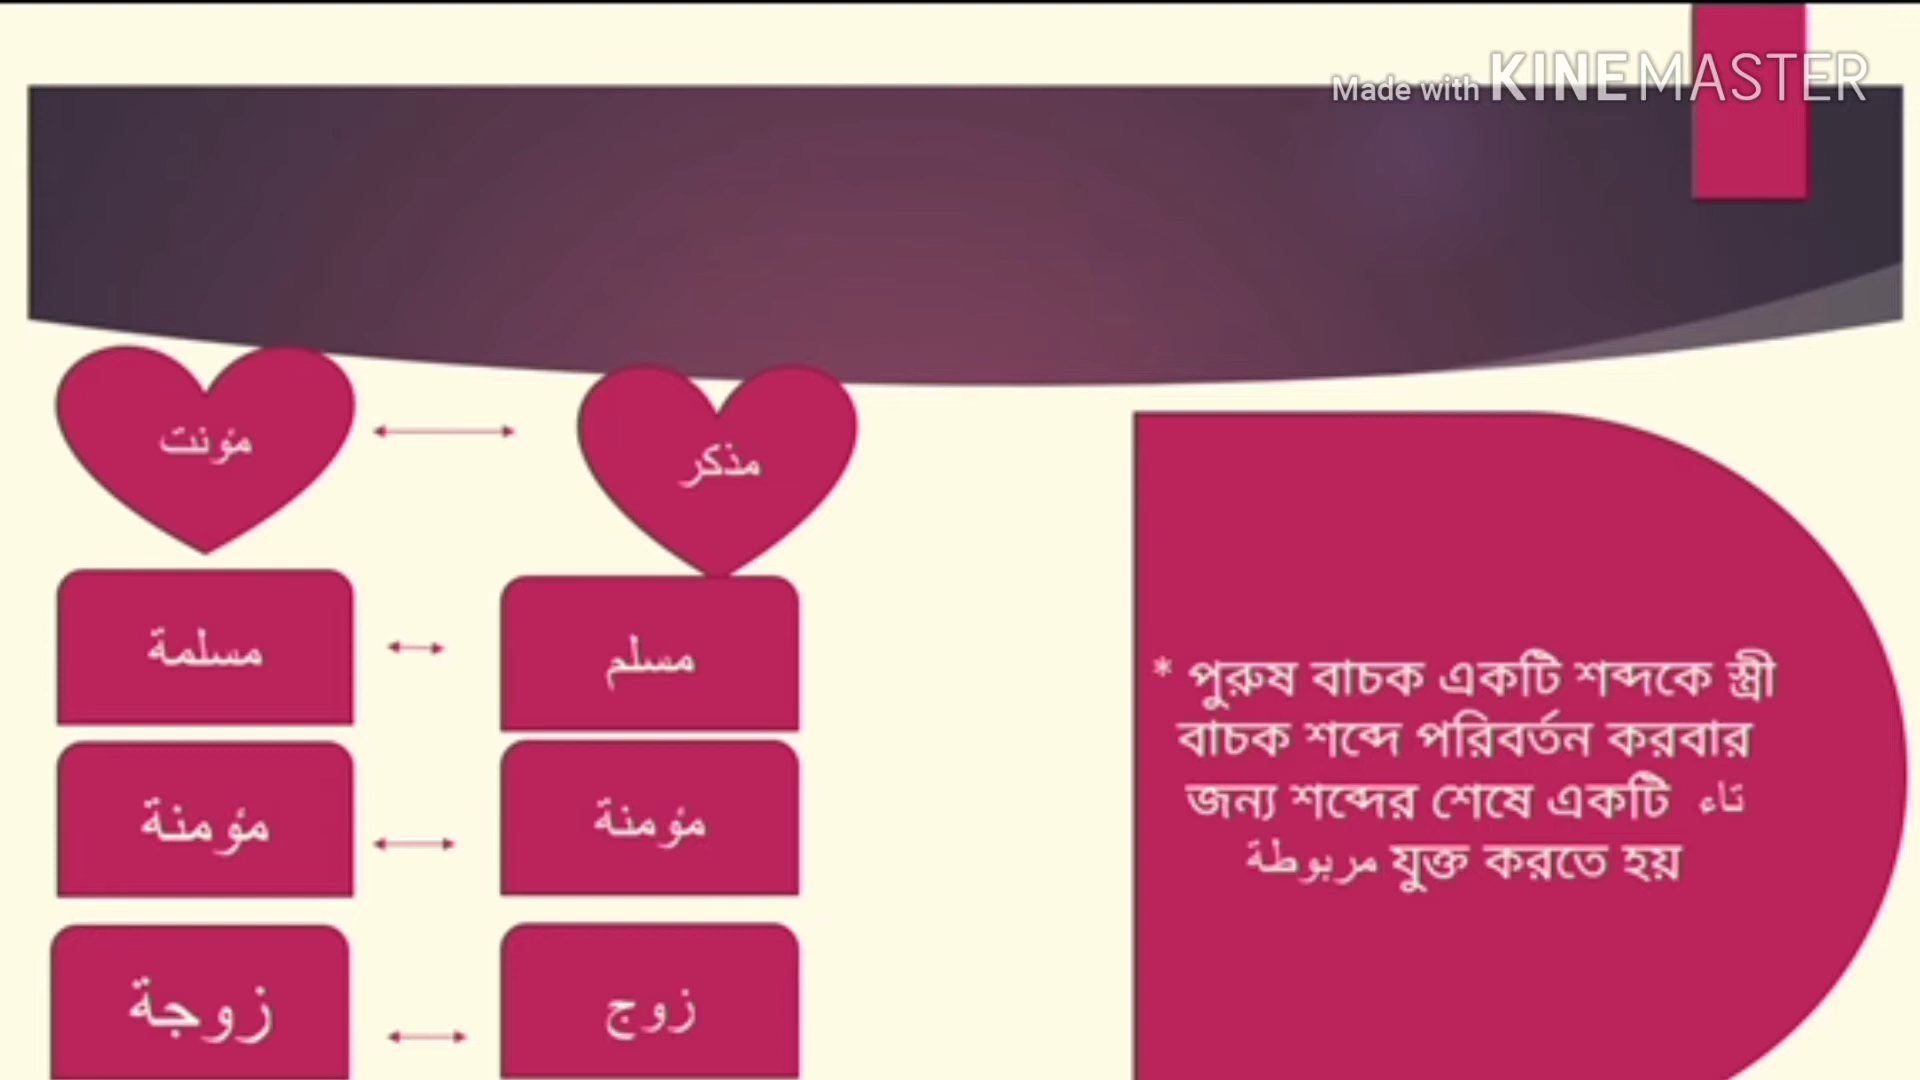 Made with KINEMASTER
مؤنت
مذكر
مسلمة
مسلم
مؤمنة
مؤمنة
زوجة
زوج
* পুরুষ বাচক একটি শব্দকে স্ত্রী
বাচক শব্দে পরিবর্তন করবার
জন্য শব্দের শেষে একটি تاء
مربوطة যুক্ত করতে হয়